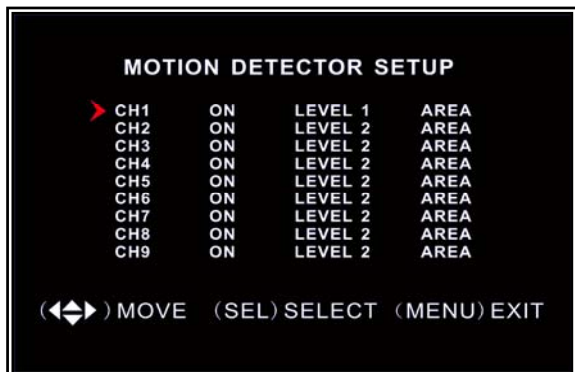 MOTION DETECTOR SETUP
CH1 ON LEVEL 1 AREA
CH2 ON LEVEL 2 AREA
CH3 ON LEVEL 2 AREA
CH4 ON LEVEL 2 AREA
CH5 ON LEVEL 2 AREA
CH6 ON LEVEL 2 AREA
CH7 ON LEVEL 2 AREA
CH8 ON LEVEL 2 AREA
CH9 ON LEVEL 2 AREA
(◀▲▼▶) MOVE (SEL) SELECT (MENU) EXIT